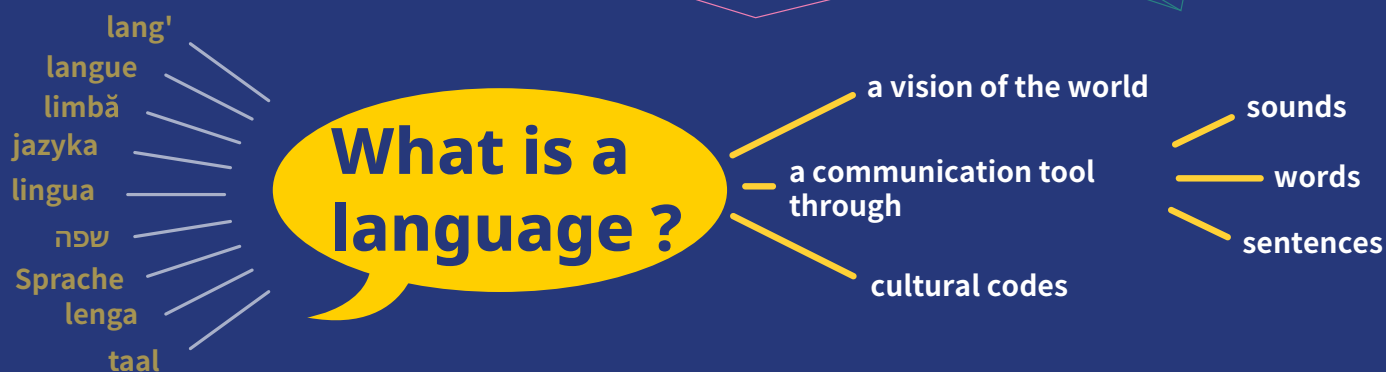 lang'
langue
limbă
jazyka
lingua
שפה
Sprache
lenga
taal
What is a
language ?
a vision of the world
a communication tool
through
cultural codes
sounds
words
sentences